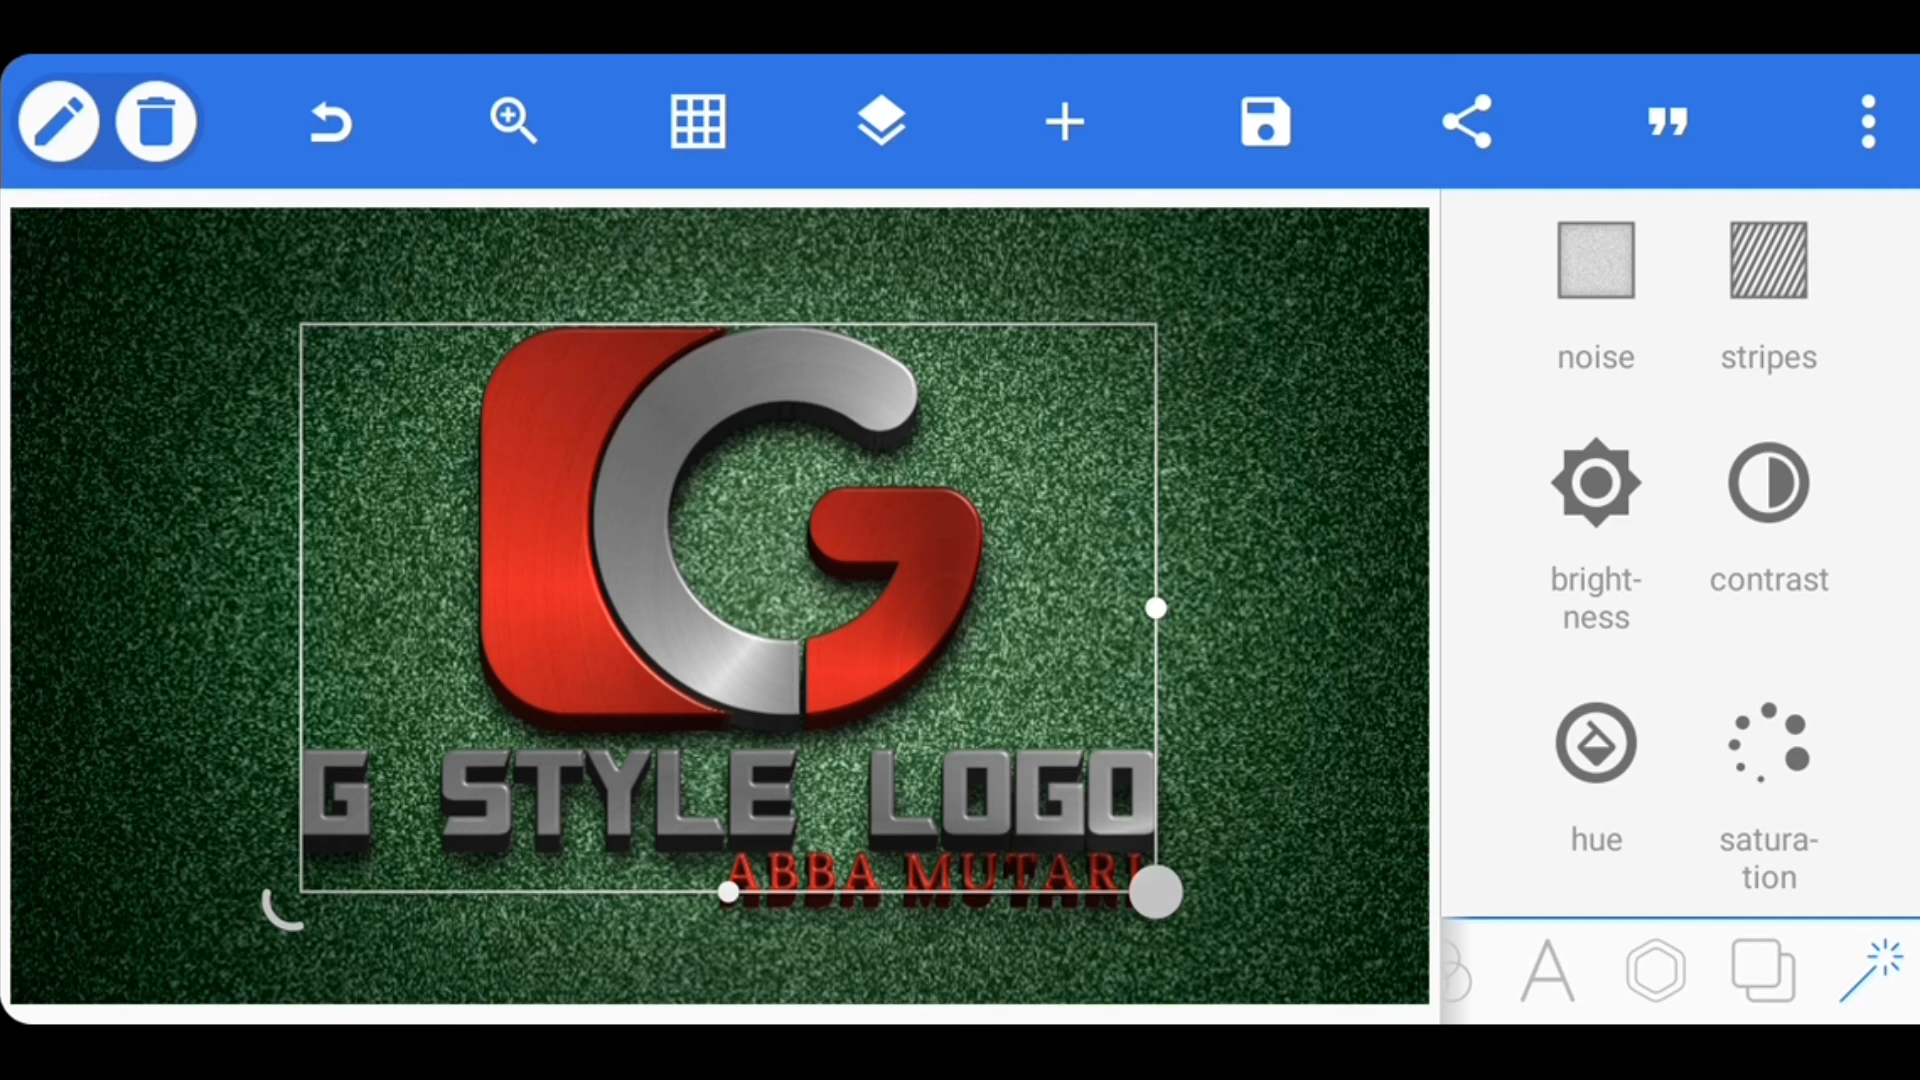 noise
stripes
bright-
ness
contrast
hue
satura-
tion
G
G STYLE LOGO
ABBA MUTARI
A